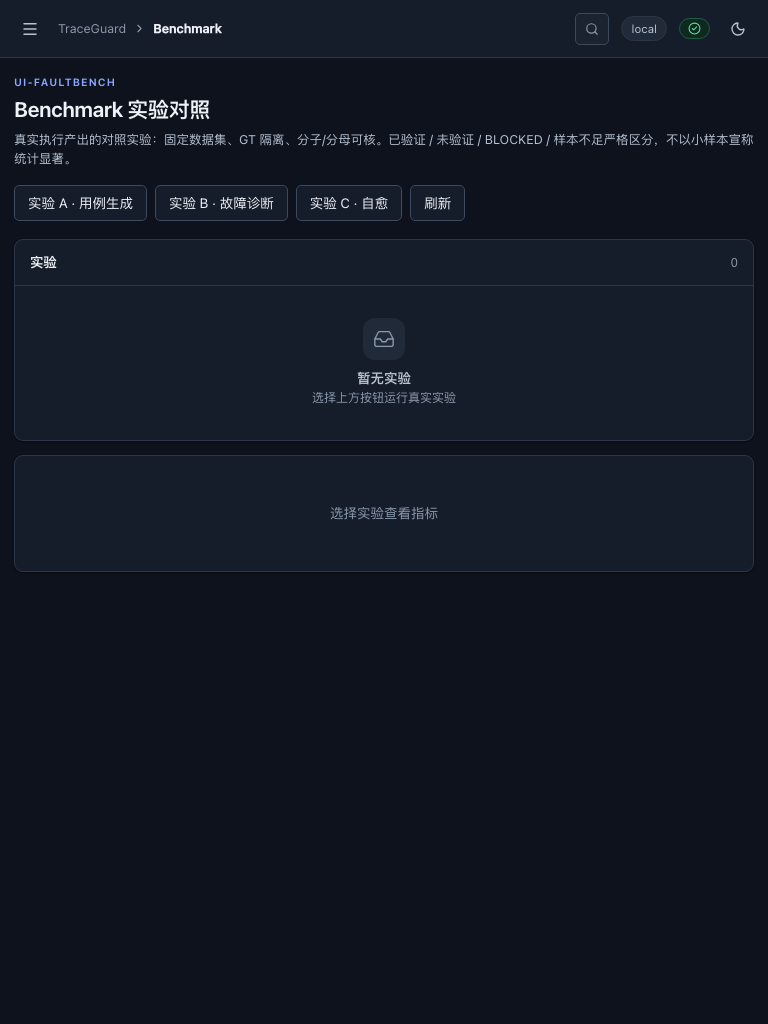 TraceGuard > Benchmark
local
UI-FAULTBENCH
Benchmark 实验对照
真实执行产出的对照实验：固定数据集、GT 隔离、分子/分母可核。已验证 / 未验证 / BLOCKED / 样本不足严格区分，不以小样本宣称
统计显著。
实验 A · 用例生成
实验 B · 故障诊断
实验 C · 自愈
刷新
实验
0
暂无实验
选择上方按钮运行真实实验
选择实验查看指标